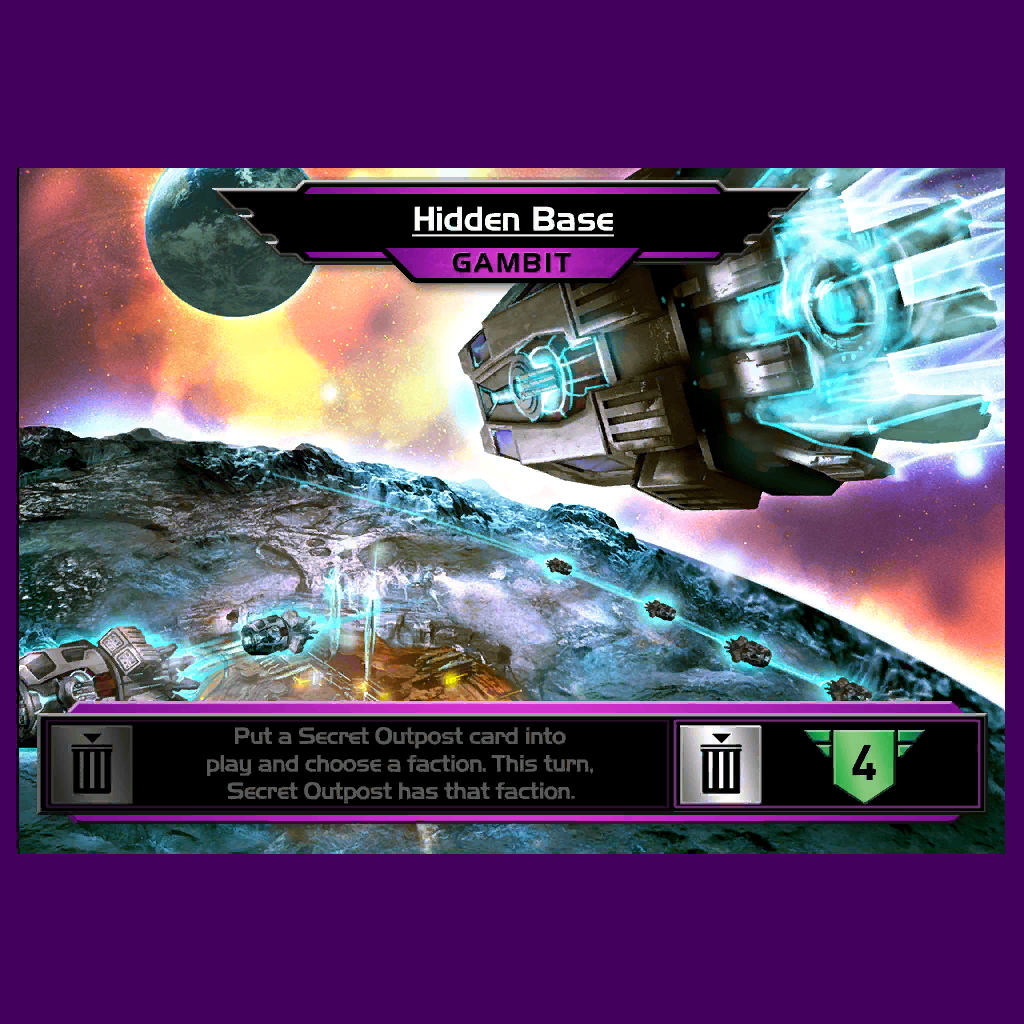 Hidden Base
GAMBIT
Put a Secret Outpost card into
play and choose a faction. This turn,
Secret Outpost has that faction.
4